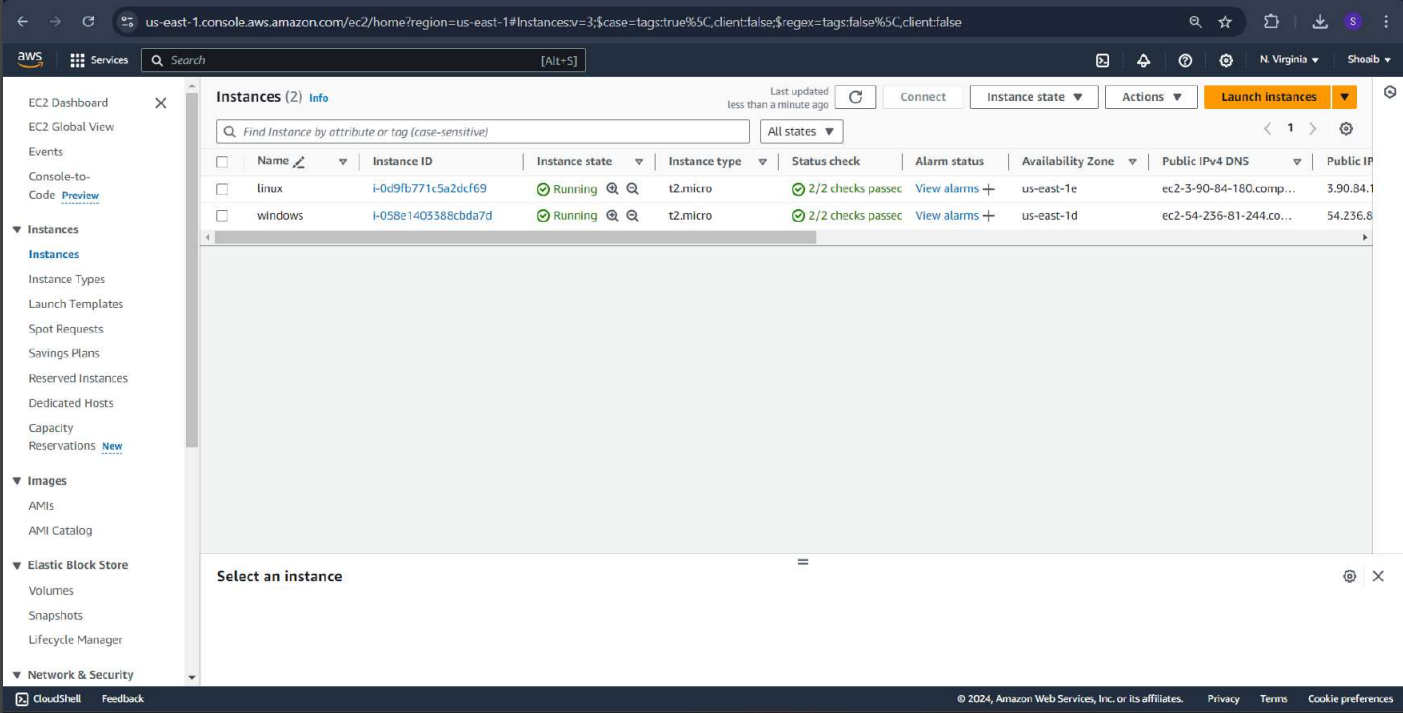 us-east-1.console.aws.amazon.com/ec2/home?region=us-east-1#Instances:v=3;$case=tags:true%5C,client:false;$regex=tags:false%5C,client:false
S
aws Services Search [Alt+S] N. Virginia Shoaib
EC2 Dashboard
EC2 Global View
Events
Console-to-
Code Preview
Instances
Instances
Instance Types
Launch Templates
Spot Requests
Savings Plans
Reserved Instances
Dedicated Hosts
Capacity
Reservations New
Images
AMIs
AMI Catalog
Elastic Block Store
Volumes
Snapshots
Lifecycle Manager
Network & Security
Instances (2) Info
Last updated
less than a minute ago
Connect Instance state Actions Launch instances
Find Instance by attribute or tag (case-sensitive) All states 1
Name Instance ID Instance state Instance type Status check Alarm status Availability Zone Public IPv4 DNS Public IP
linux i-0d9fb771c5a2dcf69 Running t2.micro 2/2 checks passec View alarms us-east-1e ec2-3-90-84-180.comp... 3.90.84.1
windows i-058e1403388cbda7d Running t2.micro 2/2 checks passec View alarms us-east-1d ec2-54-236-81-244.co... 54.236.8
Select an instance
CloudShell Feedback © 2024, Amazon Web Services, Inc. or its affiliates. Privacy Terms Cookie preferences